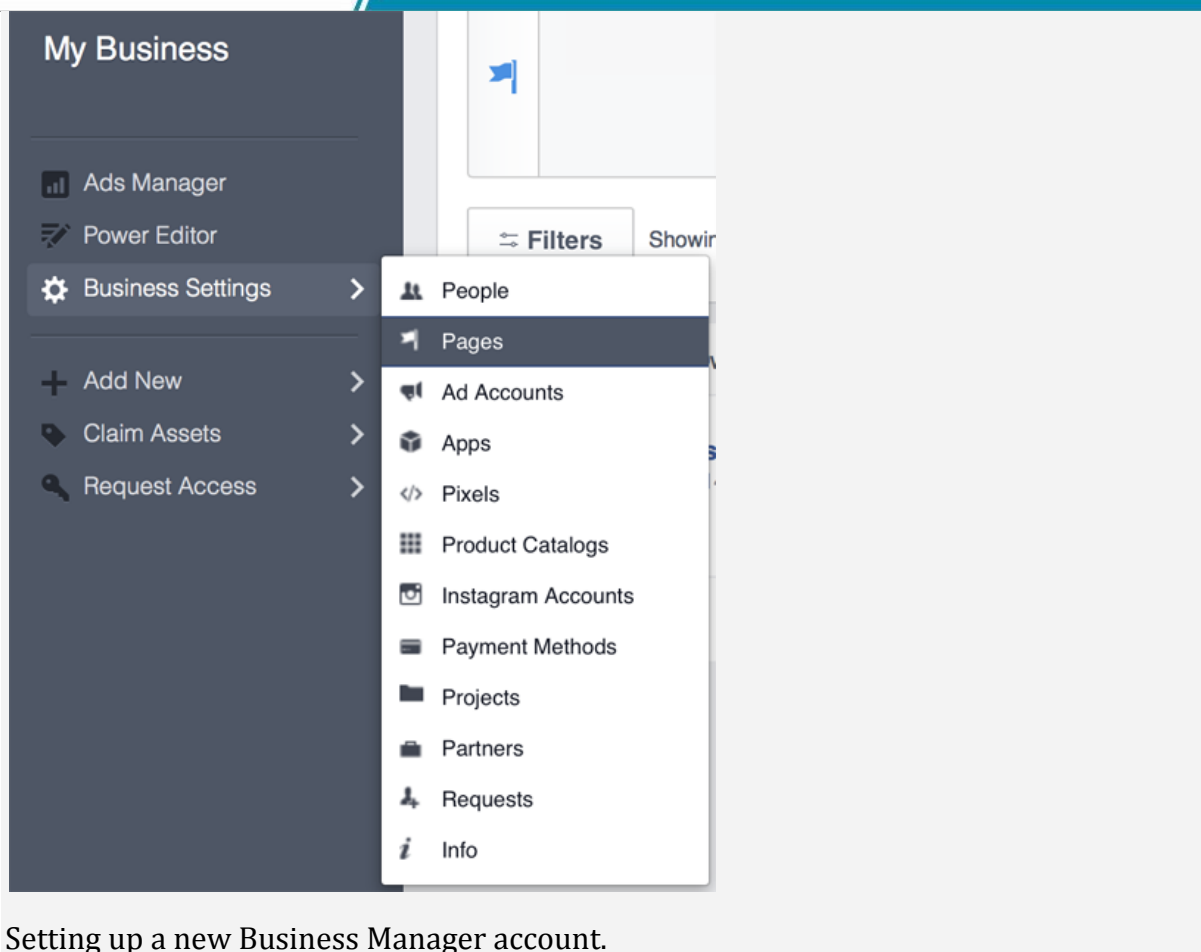 My Business
Ads Manager
Power Editor
Filters
Business Settings
People
Pages
Ad Accounts
Apps
Pixels
Product Catalogs
Instagram Accounts
Payment Methods
Projects
Partners
Requests
Info
Add New
Claim Assets
Request Access
Setting up a new Business Manager account.